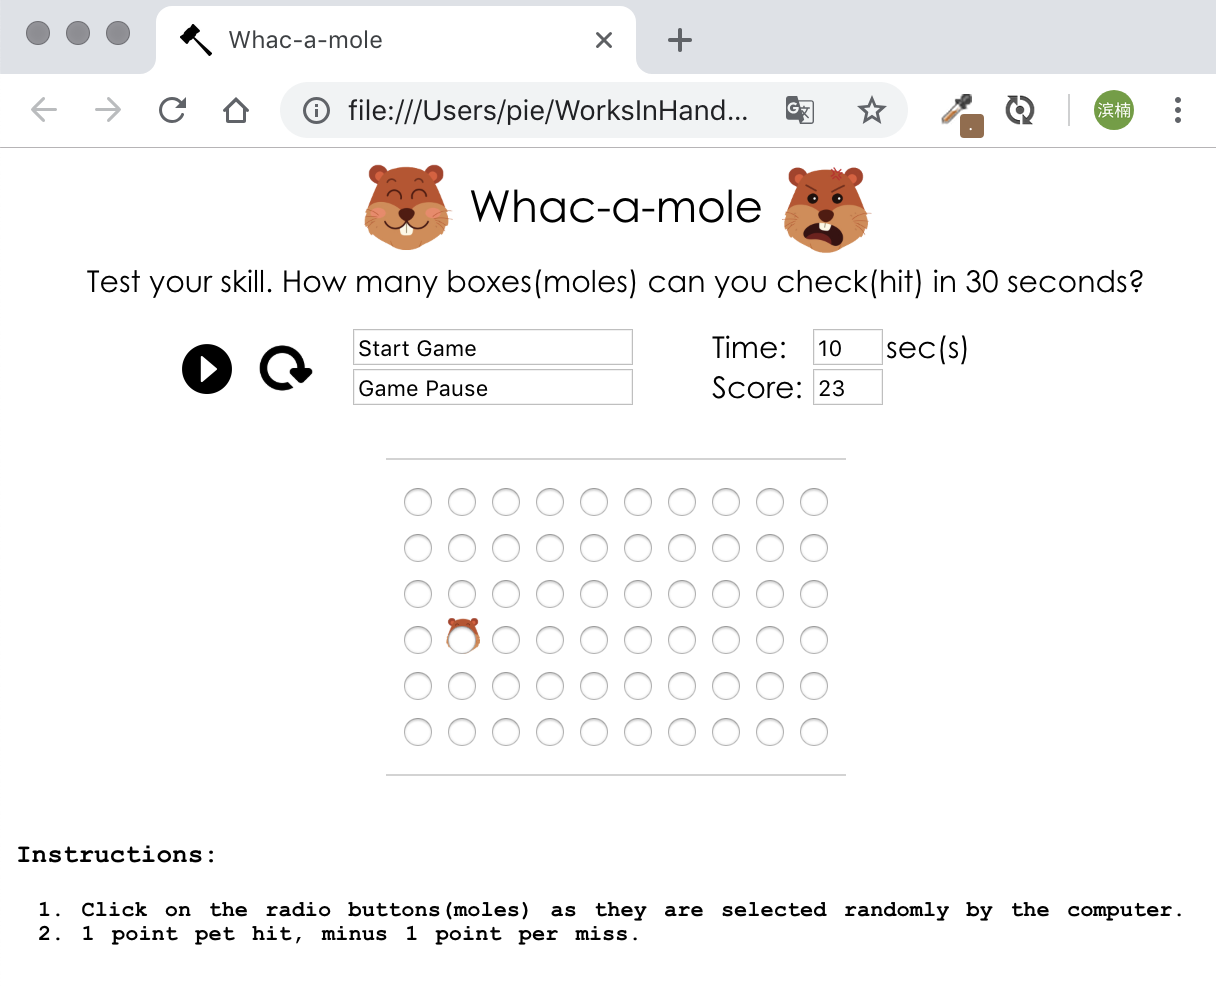 Whac-a-mole
file:///Users/pie/WorksInHand...
滨楠
Whac-a-mole
Test your skill. How many boxes(moles) can you check(hit) in 30 seconds?
Start Game
Time: 10 sec(s)
Game Pause
Score: 23
Instructions:
1. Click on the radio buttons(moles) as they are selected randomly by the computer.
2. 1 point pet hit, minus 1 point per miss.